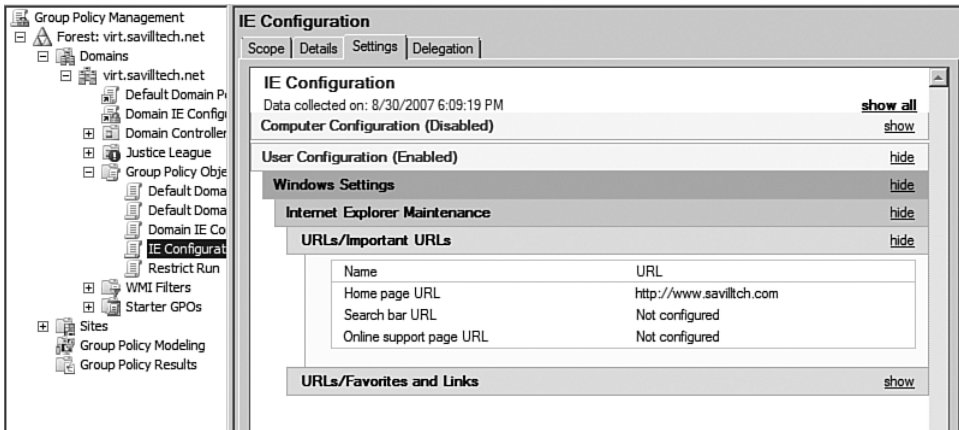 Group Policy Management
Forest: virt.savilltech.net
Domains
virt.savilltech.net
Default Domain P
Domain IE Config
Domain Controller
Justice League
Group Policy Obje
Default Doma
Default Doma
Domain IE Co
IE Configurat
Restrict Run
WMI Filters
Starter GPOs
Sites
Group Policy Modeling
Group Policy Results
IE Configuration
Scope Details Settings Delegation
IE Configuration
Data collected on: 8/30/2007 6:09:19 PM show all
Computer Configuration (Disabled) show
User Configuration (Enabled) hide
Windows Settings hide
Internet Explorer Maintenance hide
URLs/Important URLs hide
Name URL
Home page URL http://www.savilltch.com
Search bar URL Not configured
Online support page URL Not configured
URLs/Favorites and Links show